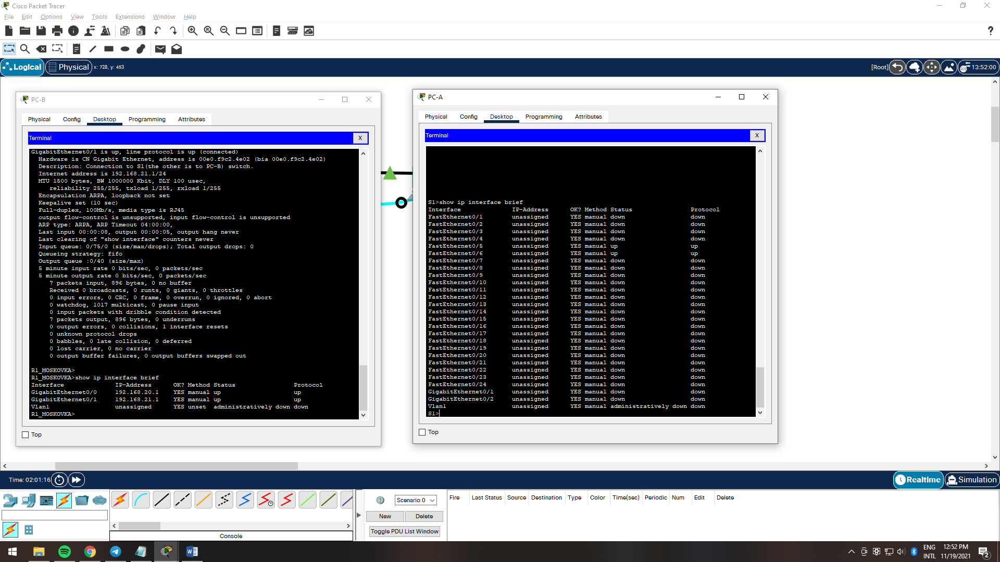 Cisco Packet Tracer
File Edit Options View Tools Extensions Window Help
Logical Physical x: 728, y: 453 [Root] 13:52:00
PC-B
Physical Config Desktop Programming Attributes
Terminal X
GigabitEthernet0/1 is up, line protocol is up (connected)
Hardware is CN Gigabit Ethernet, address is 00e0.f9c2.4e02 (bia 00e0.f9c2.4e02)
Description: Connection to S1(the other is to PC-B) switch.
Internet address is 192.168.21.1/24
MTU 1500 bytes, BW 1000000 Kbit, DLY 100 usec,
reliability 255/255, txload 1/255, rxload 1/255
Encapsulation ARPA, loopback not set
Keepalive set (10 sec)
Full-duplex, 100Mb/s, media type is RJ45
output flow-control is unsupported, input flow-control is unsupported
ARP type: ARPA, ARP Timeout 04:00:00,
Last input 00:00:08, output 00:00:05, output hang never
Last clearing of "show interface" counters never
Input queue: 0/75/0 (size/max/drops); Total output drops: 0
Queueing strategy: fifo
Output queue :0/40 (size/max)
5 minute input rate 0 bits/sec, 0 packets/sec
5 minute output rate 0 bits/sec, 0 packets/sec
7 packets input, 896 bytes, 0 no buffer
Received 0 broadcasts, 0 runts, 0 giants, 0 throttles
0 input errors, 0 CRC, 0 frame, 0 overrun, 0 ignored, 0 abort
0 watchdog, 1017 multicast, 0 pause input
0 input packets with dribble condition detected
7 packets output, 896 bytes, 0 underruns
0 output errors, 0 collisions, 1 interface resets
0 unknown protocol drops
0 babbles, 0 late collision, 0 deferred
0 lost carrier, 0 no carrier
0 output buffer failures, 0 output buffers swapped out
R1_MOSKOVKA>
R1_MOSKOVKA>show ip interface brief
Interface IP-Address OK? Method Status Protocol
GigabitEthernet0/0 192.168.20.1 YES manual up up
GigabitEthernet0/1 192.168.21.1 YES manual up up
Vlan1 unassigned YES unset administratively down down
R1_MOSKOVKA>
Top
PC-A
Physical Config Desktop Programming Attributes
Terminal X
S1>show ip interface brief
Interface IP-Address OK? Method Status Protocol
FastEthernet0/1 unassigned YES manual down down
FastEthernet0/2 unassigned YES manual down down
FastEthernet0/3 unassigned YES manual down down
FastEthernet0/4 unassigned YES manual down down
FastEthernet0/5 unassigned YES manual up up
FastEthernet0/6 unassigned YES manual up up
FastEthernet0/7 unassigned YES manual down down
FastEthernet0/8 unassigned YES manual down down
FastEthernet0/9 unassigned YES manual down down
FastEthernet0/10 unassigned YES manual down down
FastEthernet0/11 unassigned YES manual down down
FastEthernet0/12 unassigned YES manual down down
FastEthernet0/13 unassigned YES manual down down
FastEthernet0/14 unassigned YES manual down down
FastEthernet0/15 unassigned YES manual down down
FastEthernet0/16 unassigned YES manual down down
FastEthernet0/17 unassigned YES manual down down
FastEthernet0/18 unassigned YES manual down down
FastEthernet0/19 unassigned YES manual down down
FastEthernet0/20 unassigned YES manual down down
FastEthernet0/21 unassigned YES manual down down
FastEthernet0/22 unassigned YES manual down down
FastEthernet0/23 unassigned YES manual down down
FastEthernet0/24 unassigned YES manual down down
GigabitEthernet0/1 unassigned YES manual down down
GigabitEthernet0/2 unassigned YES manual down down
Vlan1 unassigned YES manual administratively down down
S1>
Top
Time: 02:01:16 Realtime Simulation
Scenario 0
New Delete
Toggle PDU List Window
Fire Last Status Source Destination Type Color Time(sec) Periodic Num Edit Delete
Console
ENG 12:52 PM
INTL 11/19/2021 2